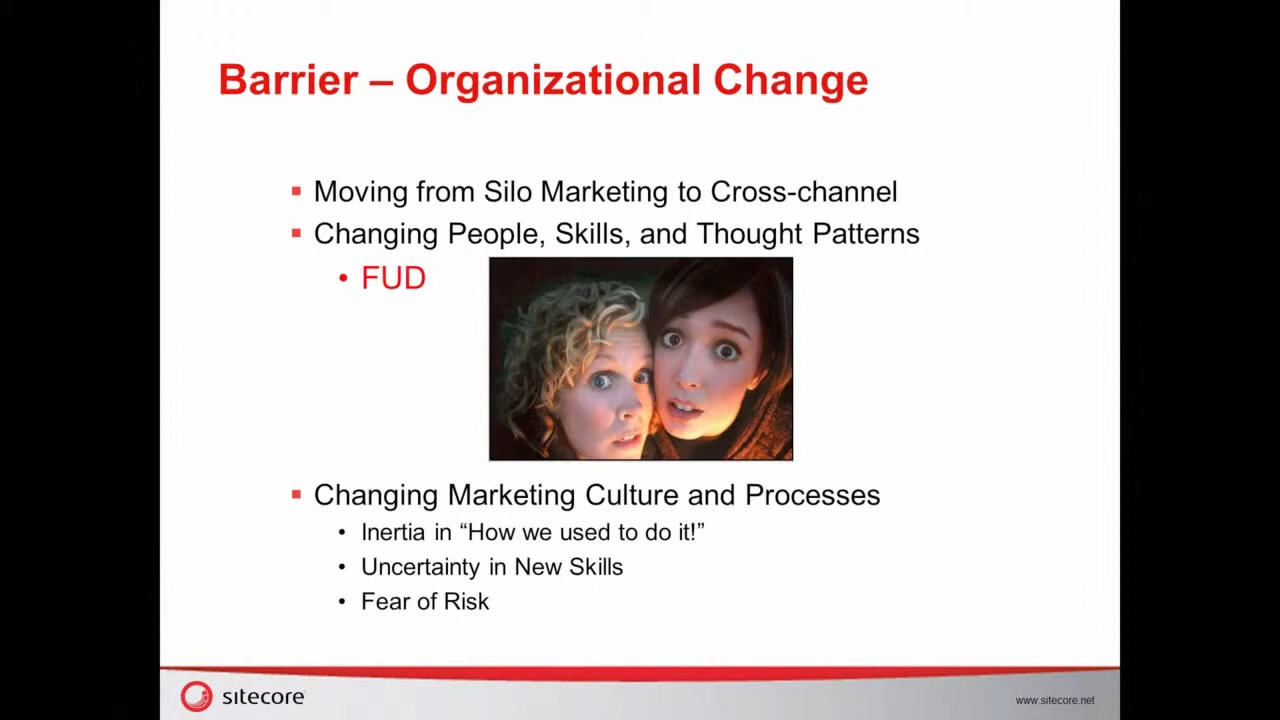 Barrier – Organizational Change
Moving from Silo Marketing to Cross-channel
Changing People, Skills, and Thought Patterns
FUD
Changing Marketing Culture and Processes
Inertia in “How we used to do it!”
Uncertainty in New Skills
Fear of Risk
sitecore
www.sitecore.net